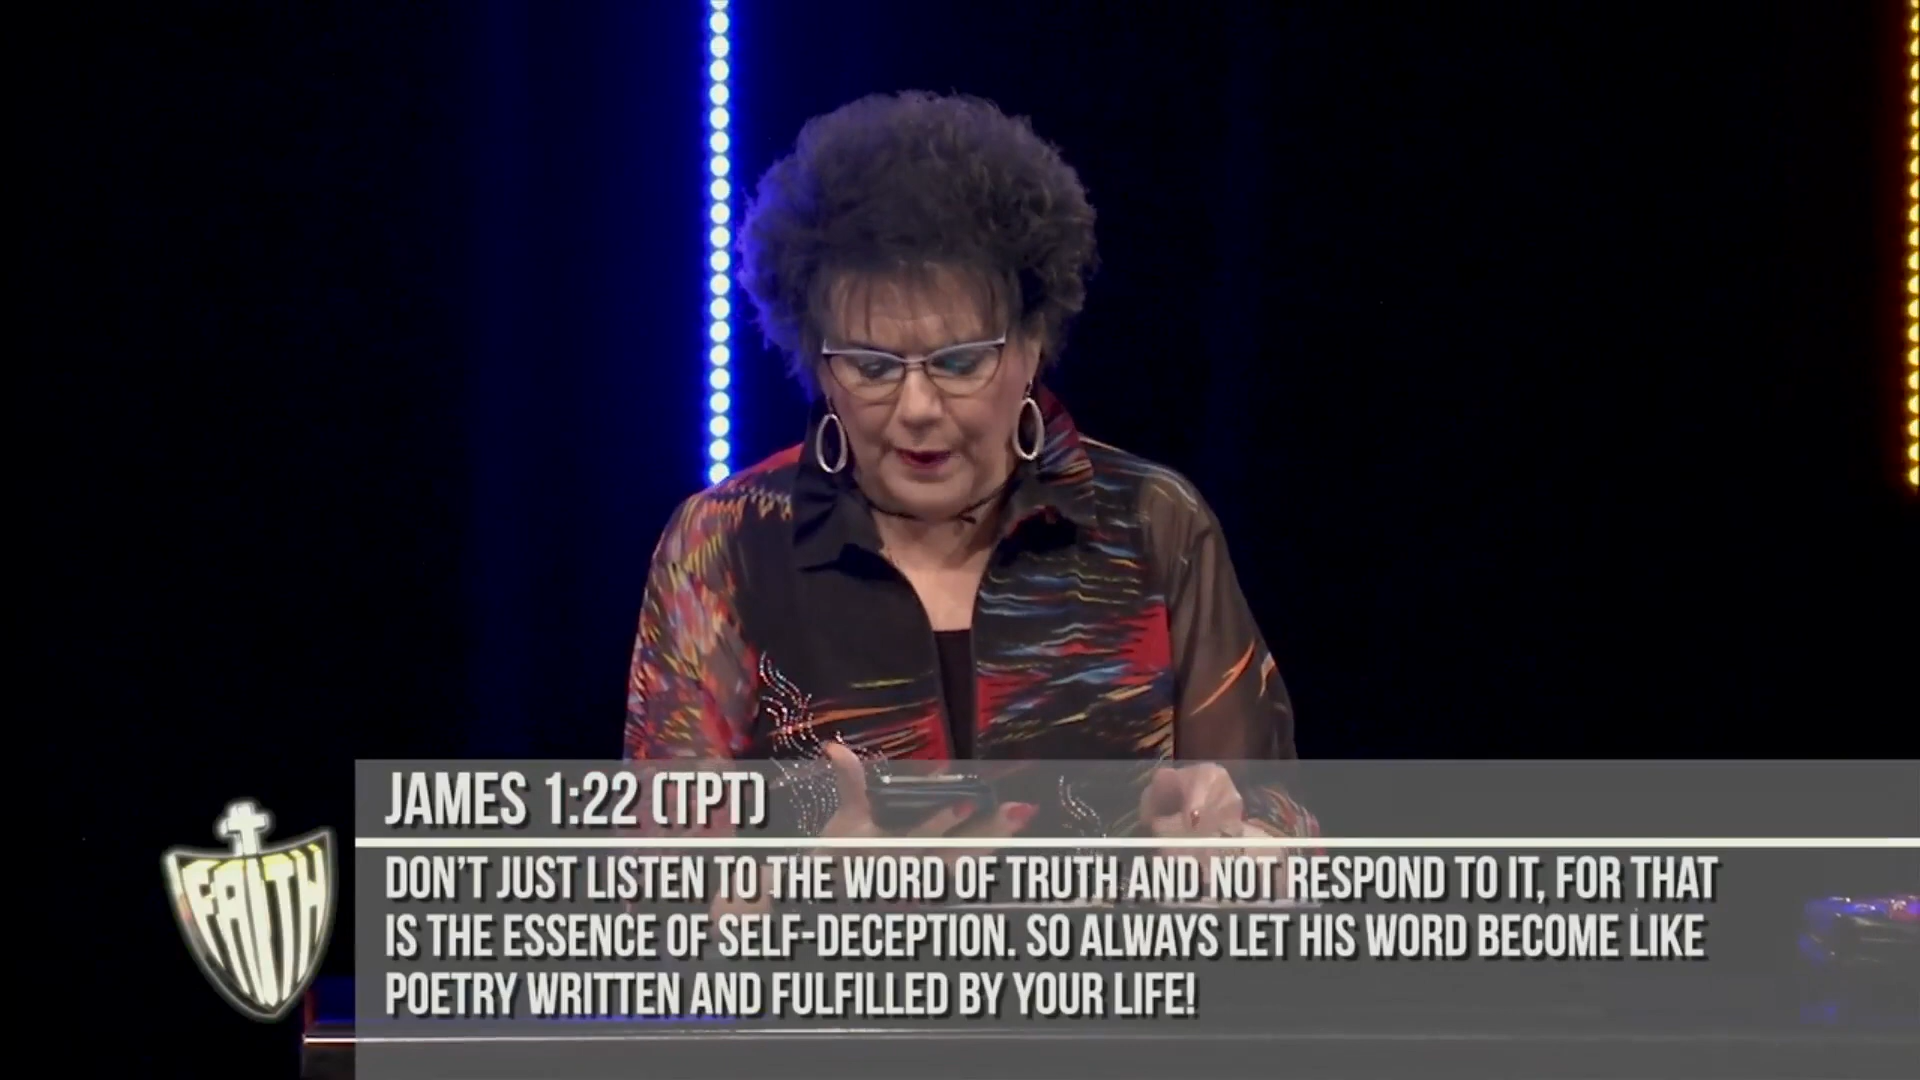 JAMES 1:22 (TPT)
DON'T JUST LISTEN TO THE WORD OF TRUTH AND NOT RESPOND TO IT, FOR THAT
IS THE ESSENCE OF SELF-DECEPTION. SO ALWAYS LET HIS WORD BECOME LIKE
POETRY WRITTEN AND FULFILLED BY YOUR LIFE!
FAITH